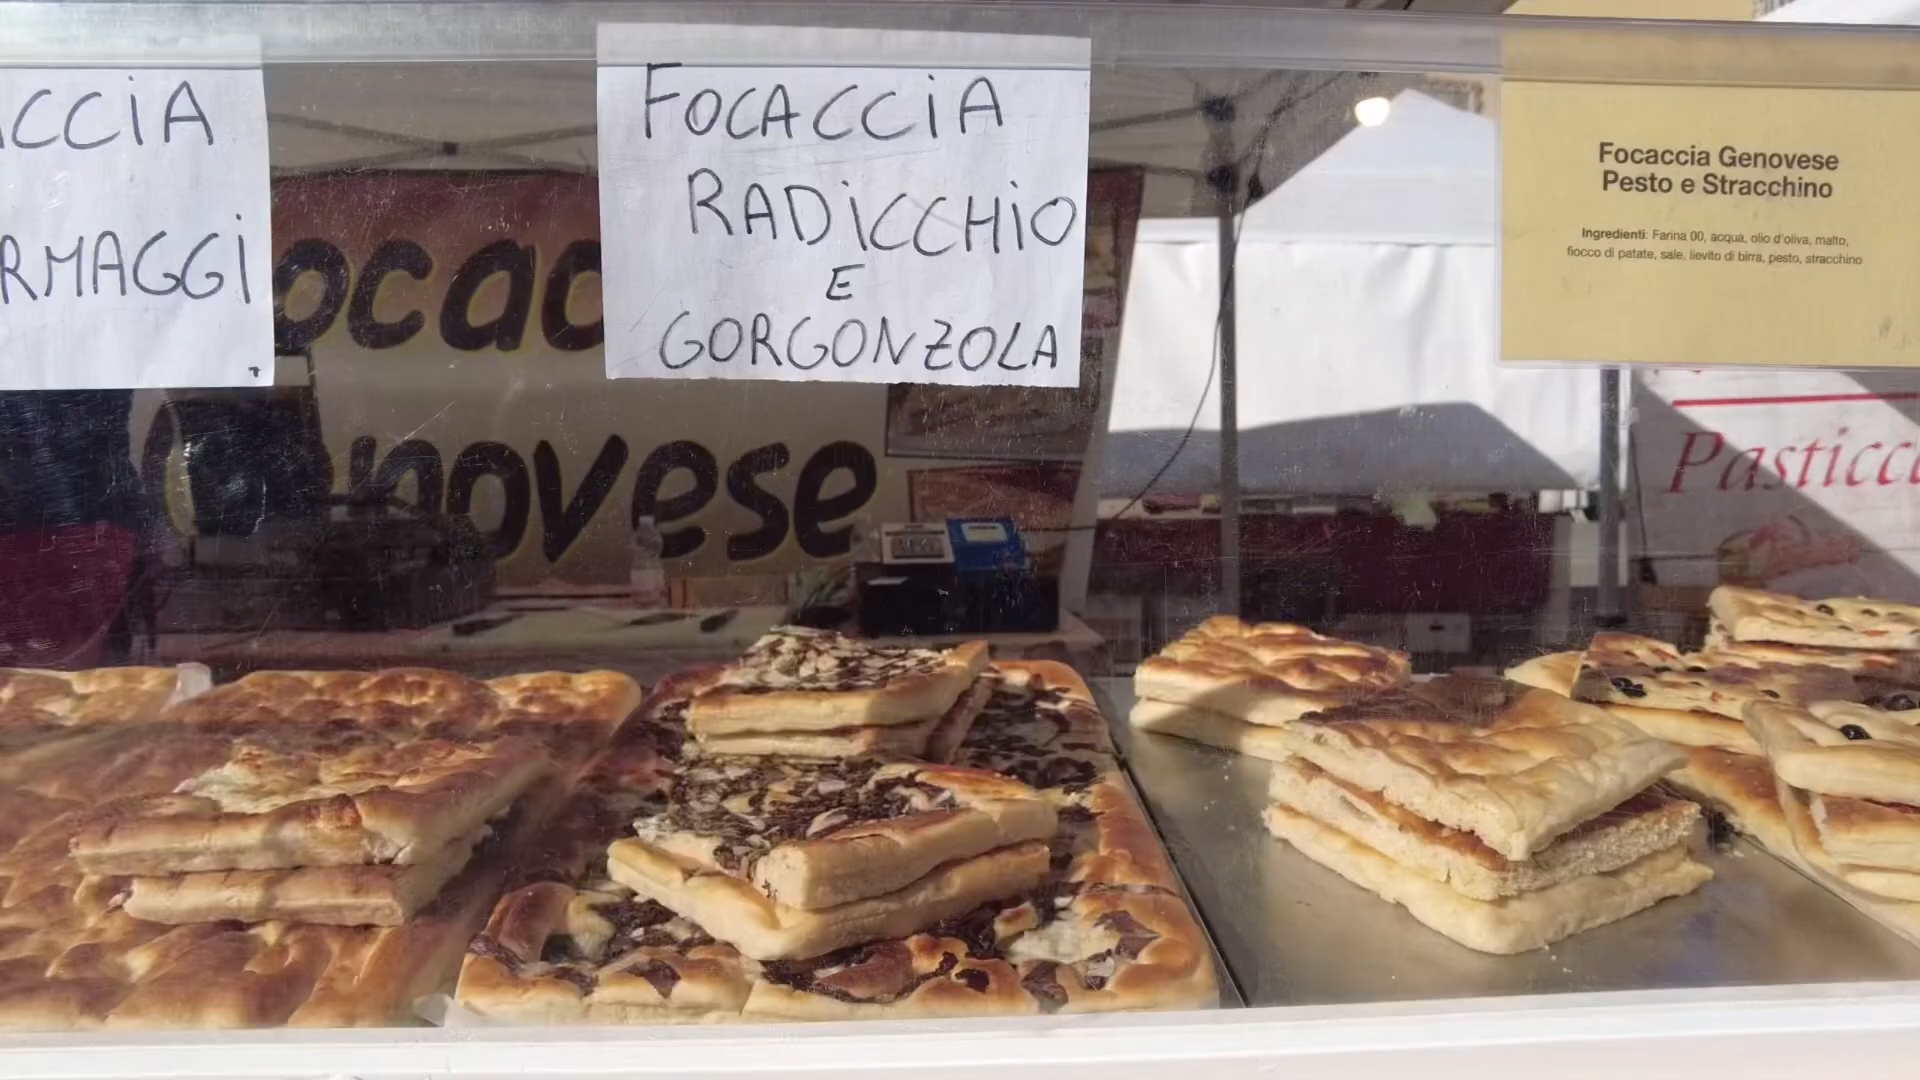 CCIA
RMAGGI
FOCACCIA
RADICCHIO
E
GORGONZOLA
Focaccia Genovese
Pesto e Stracchino
Ingredienti: Farina 00, acqua, olio d'oliva, malto,
fiocco di patate, sale, lievito di birra, pesto, stracchino
ocac
Genovese
Pasticc